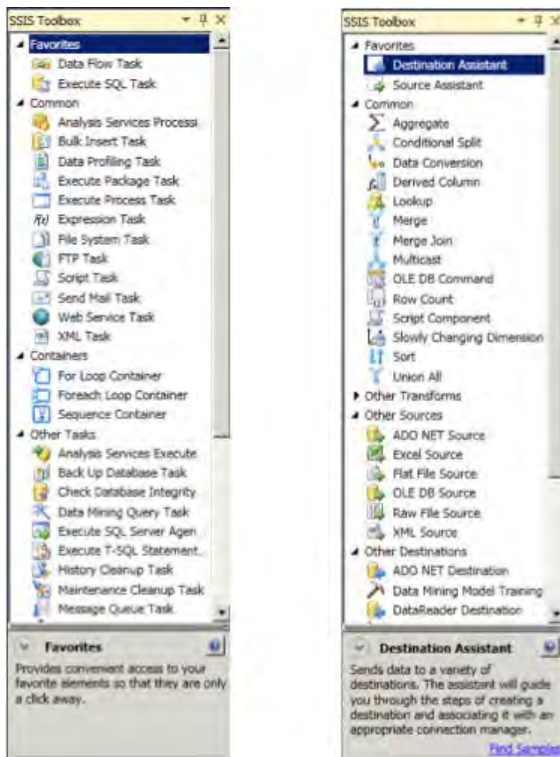 SSIS Toolbox
Favorites
Data Flow Task
Execute SQL Task
Common
Analysis Services Processi
Bulk Insert Task
Data Profiling Task
Execute Package Task
Execute Process Task
f(x) Expression Task
File System Task
FTP Task
Script Task
Send Mail Task
Web Service Task
XML Task
Containers
For Loop Container
Foreach Loop Container
Sequence Container
Other Tasks
Analysis Services Execute
Back Up Database Task
Check Database Integrity
Data Mining Query Task
Execute SQL Server Agen
Execute T-SQL Statement
History Cleanup Task
Maintenance Cleanup Task
Message Queue Task
Favorites
Provides convenient access to your
favorite elements so that they are only
a click away.
SSIS Toolbox
Favorites
Destination Assistant
Source Assistant
Common
Aggregate
Conditional Split
Data Conversion
Derived Column
Lookup
Merge
Merge Join
Multicast
OLE DB Command
Row Count
Script Component
Slowly Changing Dimension
Sort
Union All
Other Transforms
Other Sources
ADO NET Source
Excel Source
Flat File Source
OLE DB Source
Raw File Source
XML Source
Other Destinations
ADO NET Destination
Data Mining Model Training
DataReader Destination
Destination Assistant
Sends data to a variety of
destinations. The assistant will guide
you through the steps of creating a
destination and associating it with an
appropriate connection manager.
Find Samples